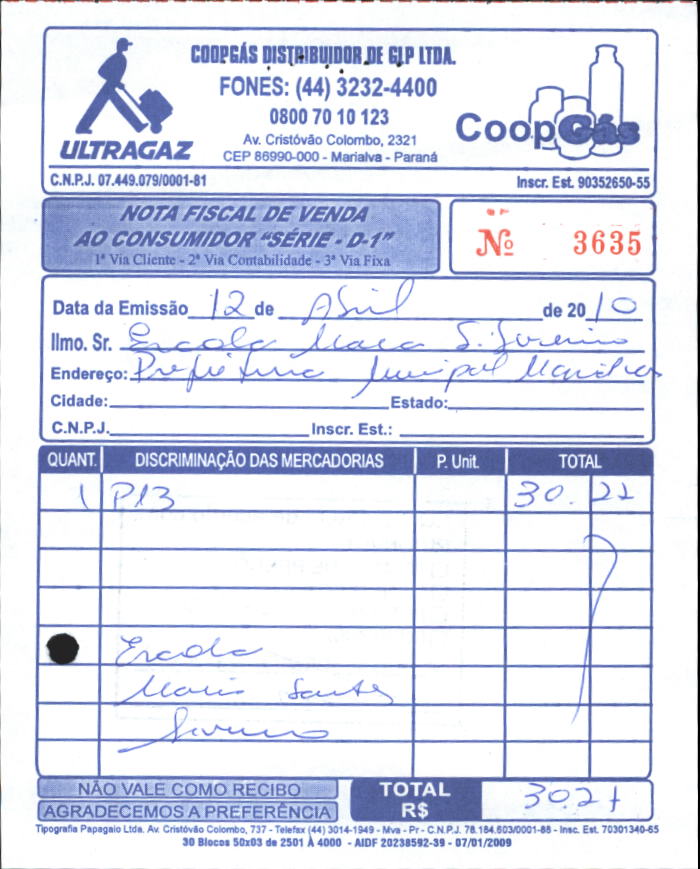 COOPGÁS DISTRIBUIDOR DE GLP LTDA.
FONES: (44) 3232-4400
0800 70 10 123
Av. Cristóvão Colombo, 2321
CEP 86990-000 - Marialva - Paraná
ULTRAGAZ
CoopGás
C.N.P.J. 07.449.079/0001-81 Inscr. Est. 90352650-55
NOTA FISCAL DE VENDA
AO CONSUMIDOR "SÉRIE - D-1"
1ª Via Cliente - 2ª Via Contabilidade - 3ª Via Fixa
Nº 3635
Data da Emissão 12 de Abril de 2010
Ilmo. Sr. Escola Maria S.
Endereço: Prefeitura Municipal Marialva
Cidade: Estado:
C.N.P.J. Inscr. Est.:
QUANT. DISCRIMINAÇÃO DAS MERCADORIAS P. Unit. TOTAL
1 P13 30.27
Escola
Maria Santos
NÃO VALE COMO RECIBO
AGRADECEMOS A PREFERÊNCIA
TOTAL R$ 30.27
Tipografia Papagaio Ltda. Av. Cristóvão Colombo, 737 - Telefax (44) 3014-1949 - Mva - Pr - C.N.P.J. 78.184.603/0001-88 - Insc. Est. 70301340-65
30 Blocos 50x03 de 2501 À 4000 - AIDF 20238592-39 - 07/01/2009